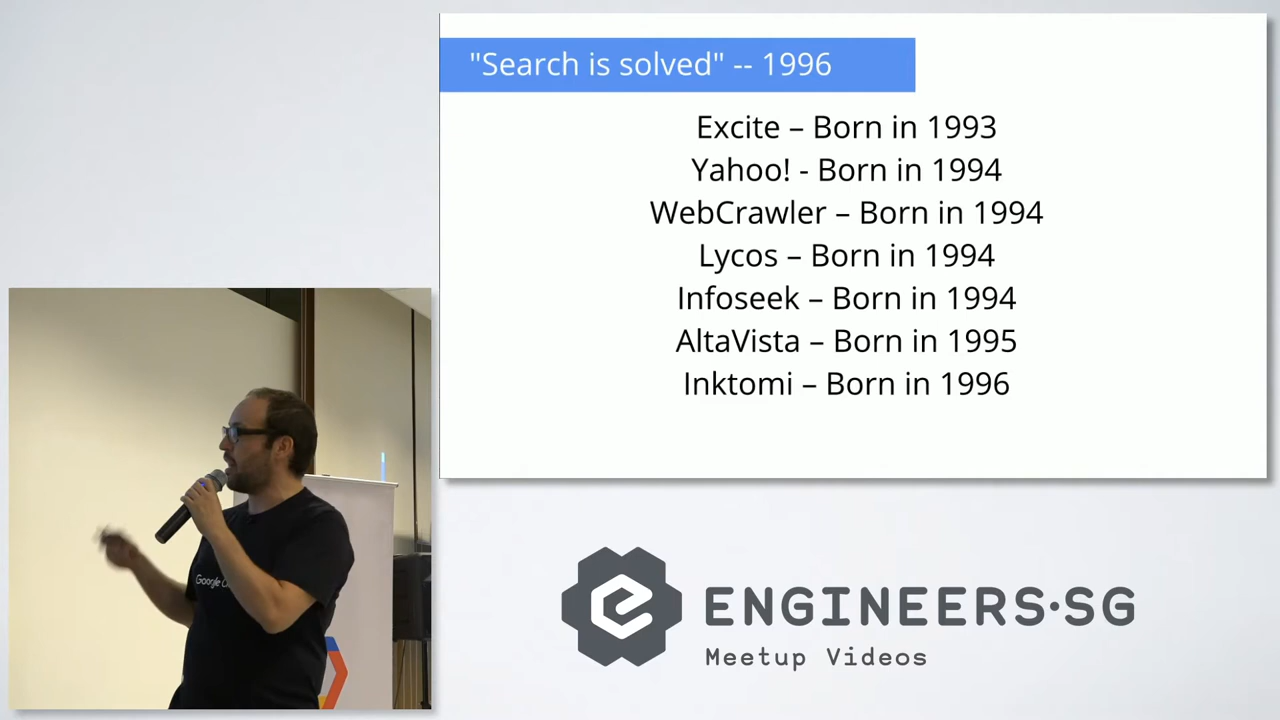 "Search is solved" -- 1996
Excite – Born in 1993
Yahoo! - Born in 1994
WebCrawler – Born in 1994
Lycos – Born in 1994
Infoseek – Born in 1994
AltaVista – Born in 1995
Inktomi – Born in 1996
Google
ENGINEERS·SG
Meetup Videos